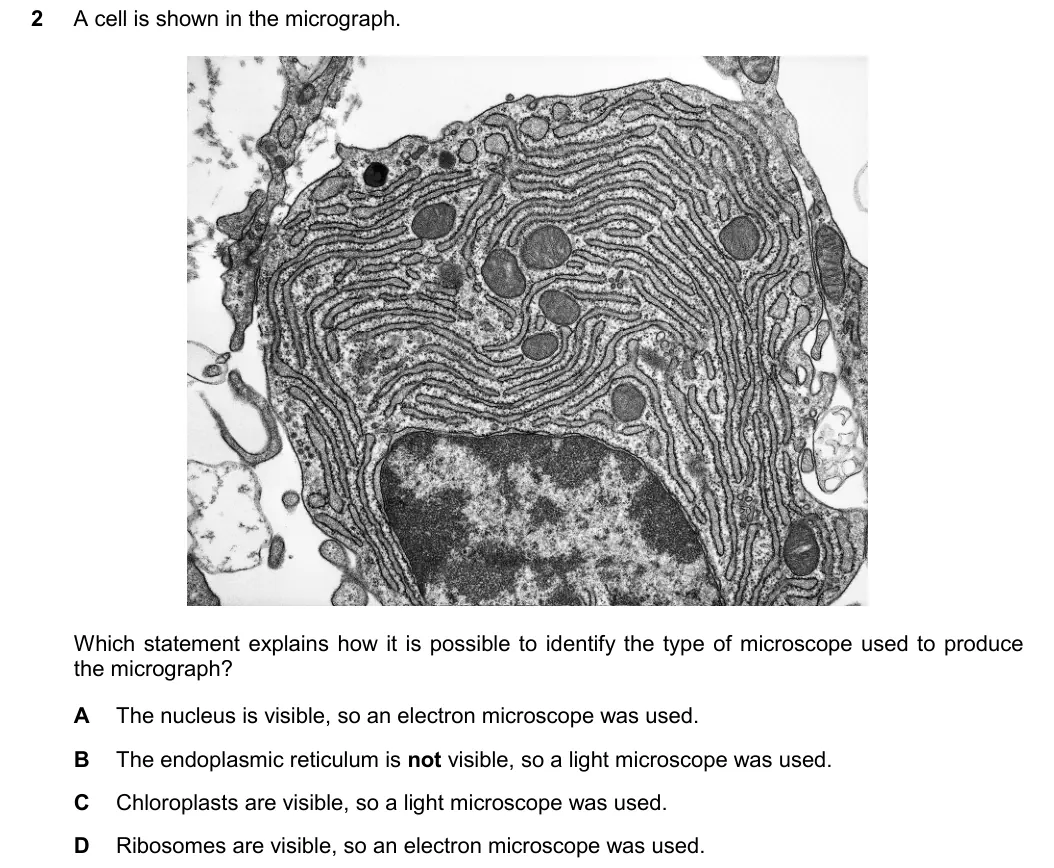 2 A cell is shown in the micrograph.
Which statement explains how it is possible to identify the type of microscope used to produce
the micrograph?
A The nucleus is visible, so an electron microscope was used.
B The endoplasmic reticulum is not visible, so a light microscope was used.
C Chloroplasts are visible, so a light microscope was used.
D Ribosomes are visible, so an electron microscope was used.